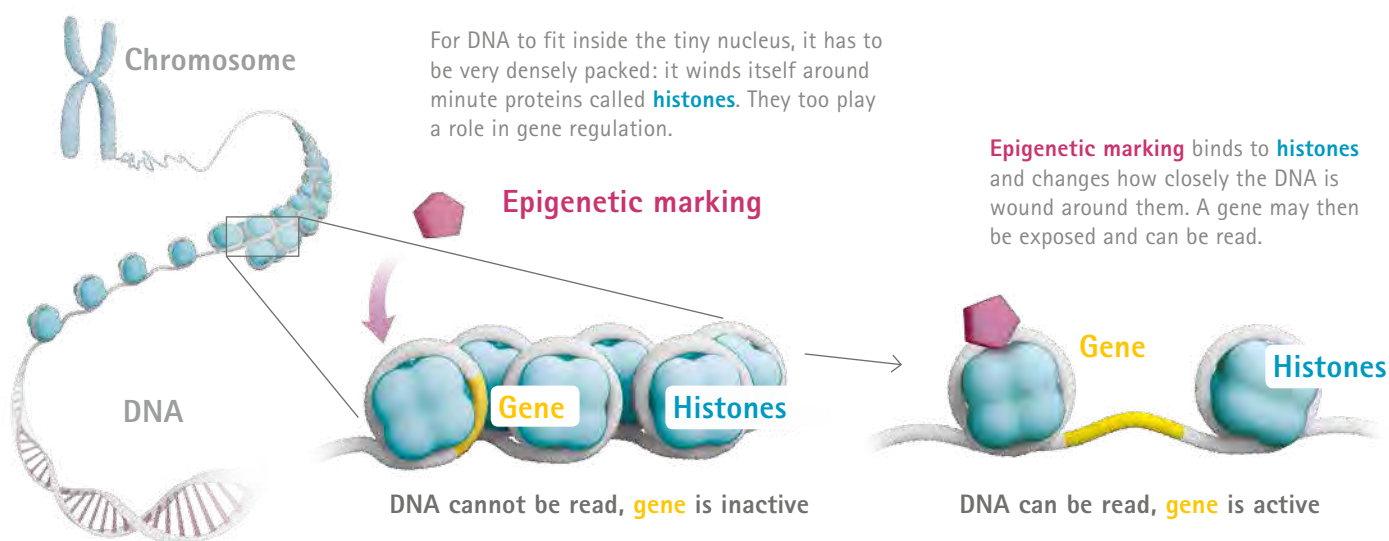 Chromosome
For DNA to fit inside the tiny nucleus, it has to
be very densely packed: it winds itself around
minute proteins called histones. They too play
a role in gene regulation.
Epigenetic marking binds to histones
and changes how closely the DNA is
wound around them. A gene may then
be exposed and can be read.
Epigenetic marking
DNA
Gene
Histones
Gene
Histones
DNA cannot be read, gene is inactive
DNA can be read, gene is active